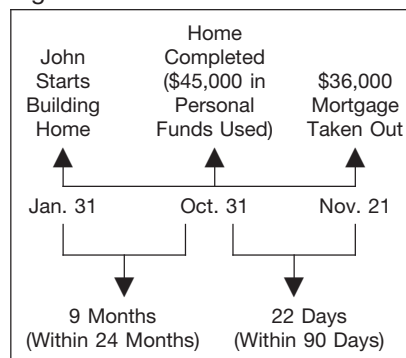 John
Starts
Building
Home
Home
Completed
($45,000 in
Personal
Funds Used)
$36,000
Mortgage
Taken Out
Jan. 31
Oct. 31
Nov. 21
9 Months
(Within 24 Months)
22 Days
(Within 90 Days)